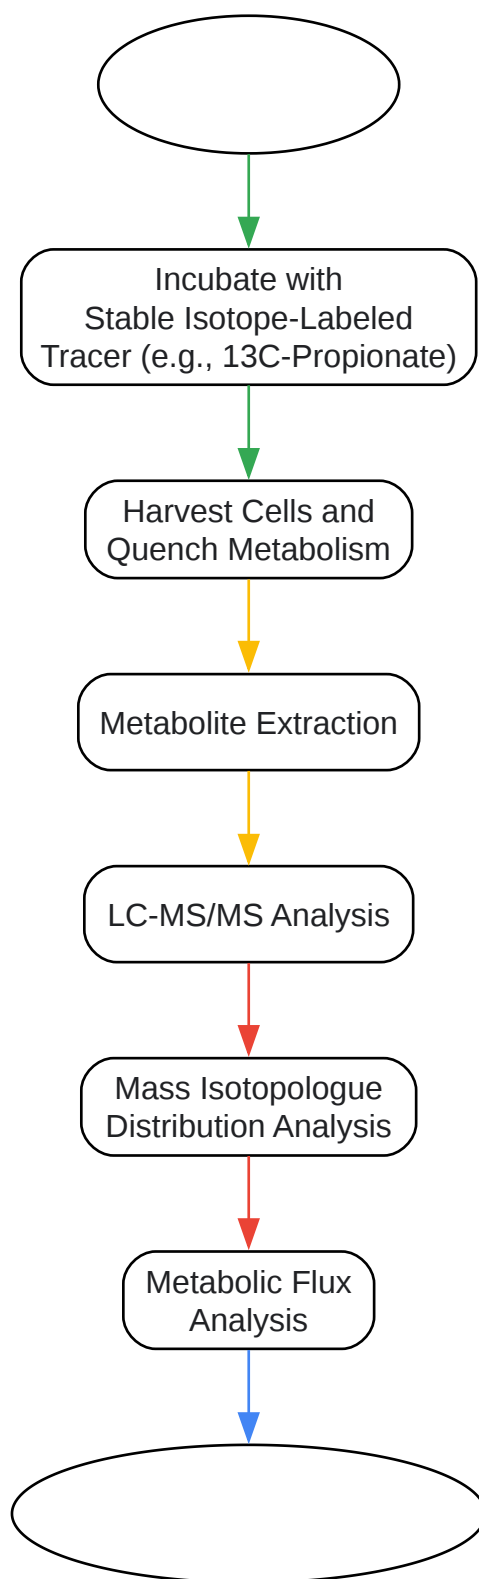 Incubate with
Stable Isotope-Labeled
Tracer (e.g., 13C-Propionate)
Harvest Cells and
Quench Metabolism
Metabolite Extraction
LC-MS/MS Analysis
Mass Isotopologue
Distribution Analysis
Metabolic Flux
Analysis